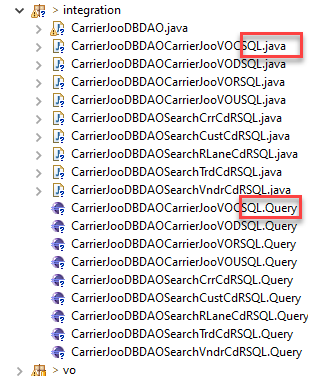 integration
CarrierJooDBDAO.java
CarrierJooDBDAOCarrierJooVOCSQL.java
CarrierJooDBDAOCarrierJooVODSQL.java
CarrierJooDBDAOCarrierJooVORSQL.java
CarrierJooDBDAOCarrierJooVOUSQL.java
CarrierJooDBDAOSearchCrrCdRSQL.java
CarrierJooDBDAOSearchCustCdRSQL.java
CarrierJooDBDAOSearchRLaneCdRSQL.java
CarrierJooDBDAOSearchTrdCdRSQL.java
CarrierJooDBDAOSearchVndrCdRSQL.java
CarrierJooDBDAOCarrierJooVOCSQL.Query
CarrierJooDBDAOCarrierJooVODSQL.Query
CarrierJooDBDAOCarrierJooVORSQL.Query
CarrierJooDBDAOCarrierJooVOUSQL.Query
CarrierJooDBDAOSearchCrrCdRSQL.Query
CarrierJooDBDAOSearchCustCdRSQL.Query
CarrierJooDBDAOSearchRLaneCdRSQL.Query
CarrierJooDBDAOSearchTrdCdRSQL.Query
CarrierJooDBDAOSearchVndrCdRSQL.Query
vo